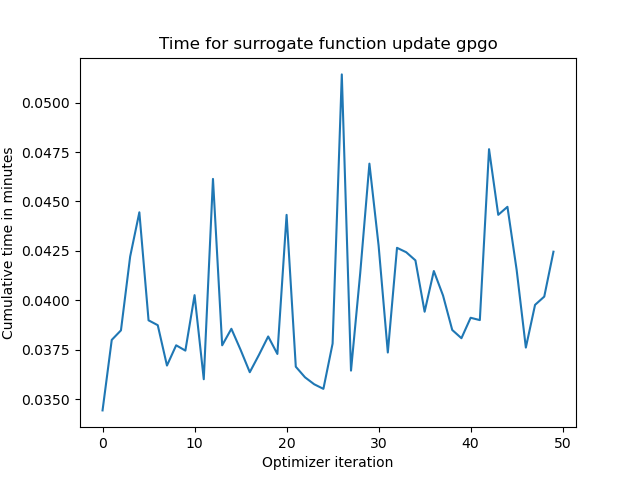 Time for surrogate function update gpgo
Cumulative time in minutes
0.0500
0.0475
0.0450
0.0425
0.0400
0.0375
0.0350
0 10 20 30 40 50
Optimizer iteration